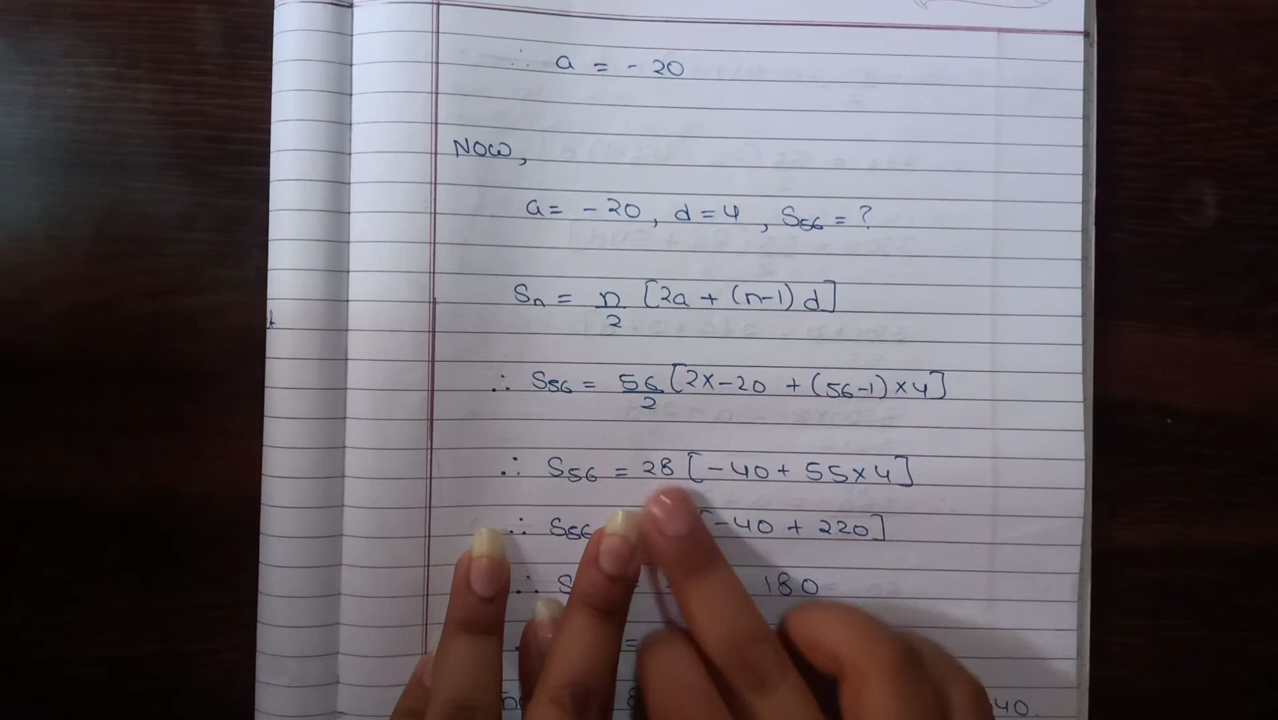 ∴ a = - 20
Now,
a = - 20, d = 4, S56 = ?
Sn = n/2 [2a + (n-1) d]
∴ S56 = 56/2 [2x-20 + (56-1) x 4]
∴ S56 = 28 [-40 + 55 x 4]
∴ S56 [-40 + 220]
∴ S = 180
=
40.